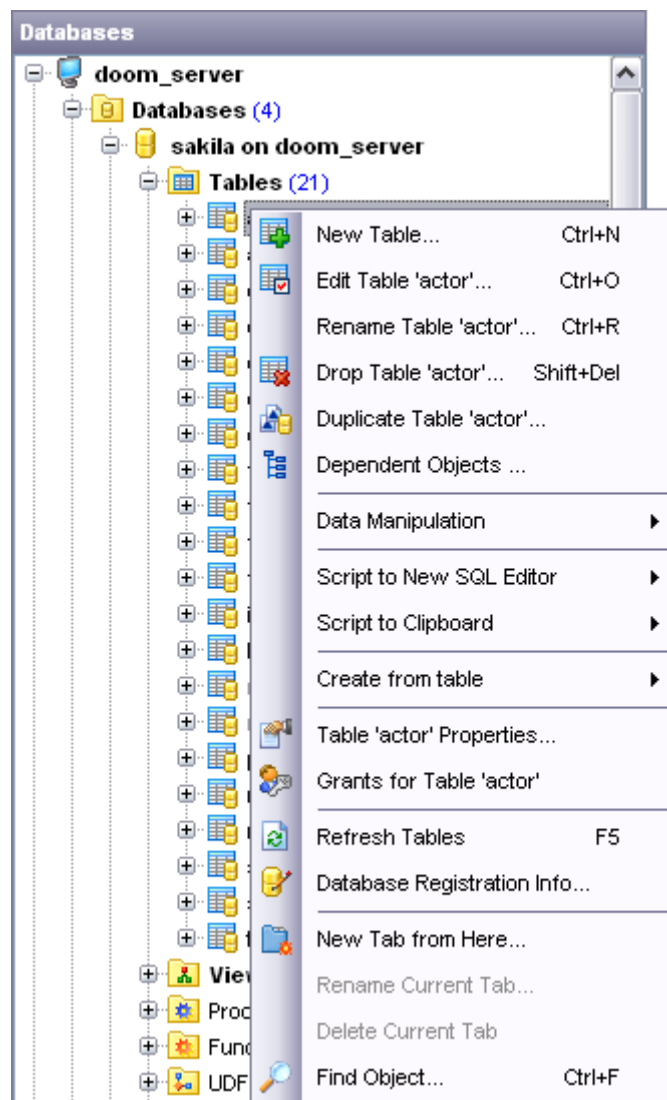 Databases
doom_server
Databases (4)
sakila on doom_server
Tables (21)
New Table... Ctrl+N
Edit Table 'actor'... Ctrl+O
Rename Table 'actor'... Ctrl+R
Drop Table 'actor'... Shift+Del
Duplicate Table 'actor'...
Dependent Objects ...
Data Manipulation
Script to New SQL Editor
Script to Clipboard
Create from table
Table 'actor' Properties...
Grants for Table 'actor'
Refresh Tables F5
Database Registration Info...
New Tab from Here...
Rename Current Tab...
Delete Current Tab
UDF Find Object... Ctrl+F